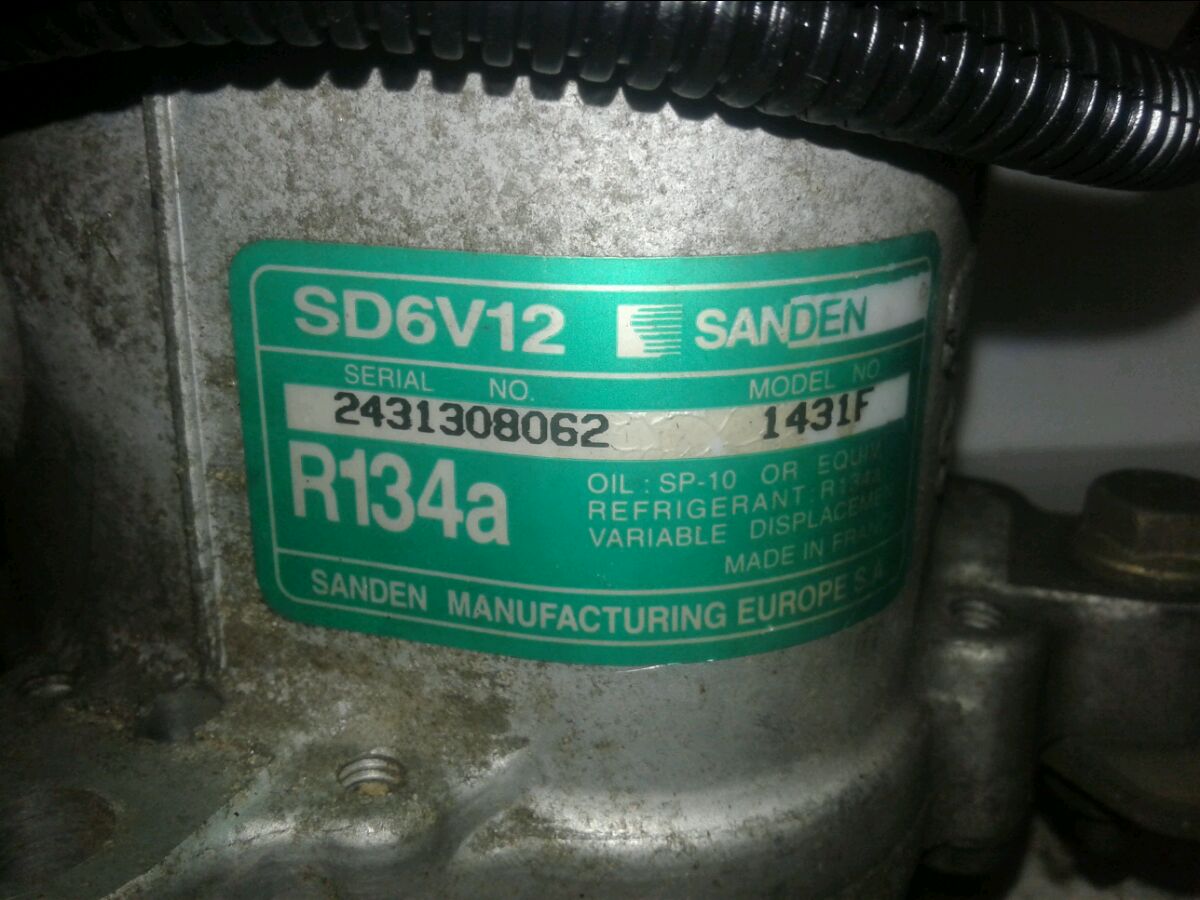 SD6V12 SANDEN
SERIAL NO. MODEL NO
2431308062 1431F
R134a
OIL : SP-10 OR EQUIV
REFRIGERANT : R134A
VARIABLE DISPLACEMENT
MADE IN FRANCE
SANDEN MANUFACTURING EUROPE S.A.